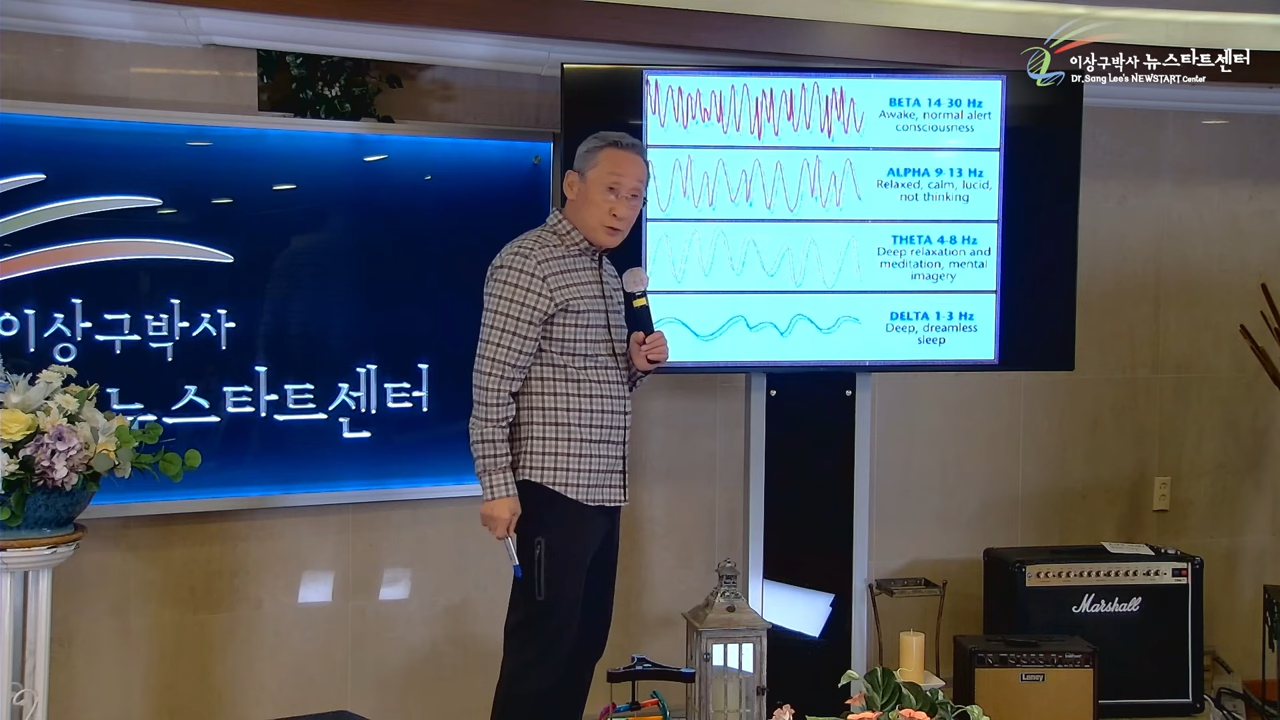 이상구박사 뉴스타트센터
Dr.Sang Lee's NEWSTART Center
BETA 14-30 Hz
Awake, normal alert
consciousness
ALPHA 9-13 Hz
Relaxed, calm, lucid,
not thinking
THETA 4-8 Hz
Deep relaxation and
meditation, mental
imagery
DELTA 1-3 Hz
Deep, dreamless
sleep
이상구박사
뉴스타트센터
Marshall
Laney